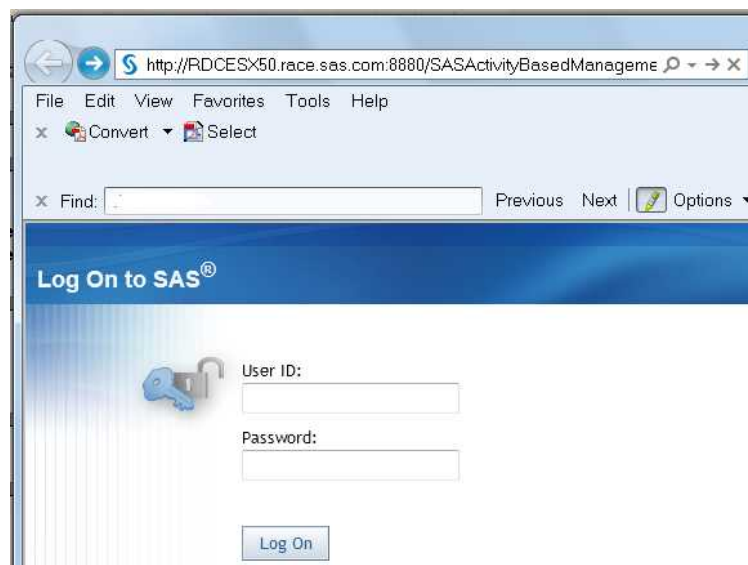 http://RDCESX50.race.sas.com:8880/SASActivityBasedManageme
File Edit View Favorites Tools Help
x Convert Select
x Find: Previous Next Options
Log On to SAS®
User ID:
Password:
Log On